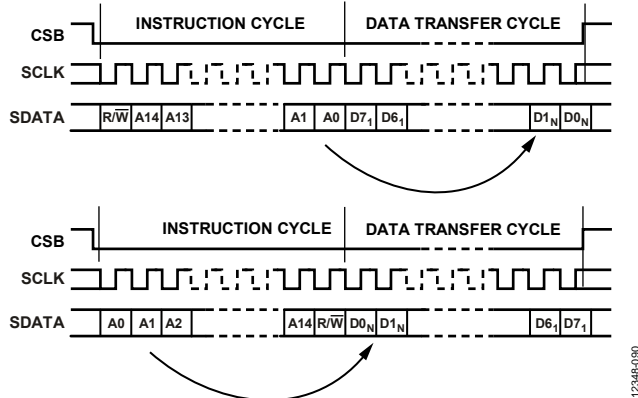 INSTRUCTION CYCLE DATA TRANSFER CYCLE
CSB
SCLK
SDATA R/W̅ A14 A13 A1 A0 D7₁ D6₁ D1N D0N
INSTRUCTION CYCLE DATA TRANSFER CYCLE
CSB
SCLK
SDATA A0 A1 A2 A14 R/W̅ D0N D1N D6₁ D7₁
12348-090